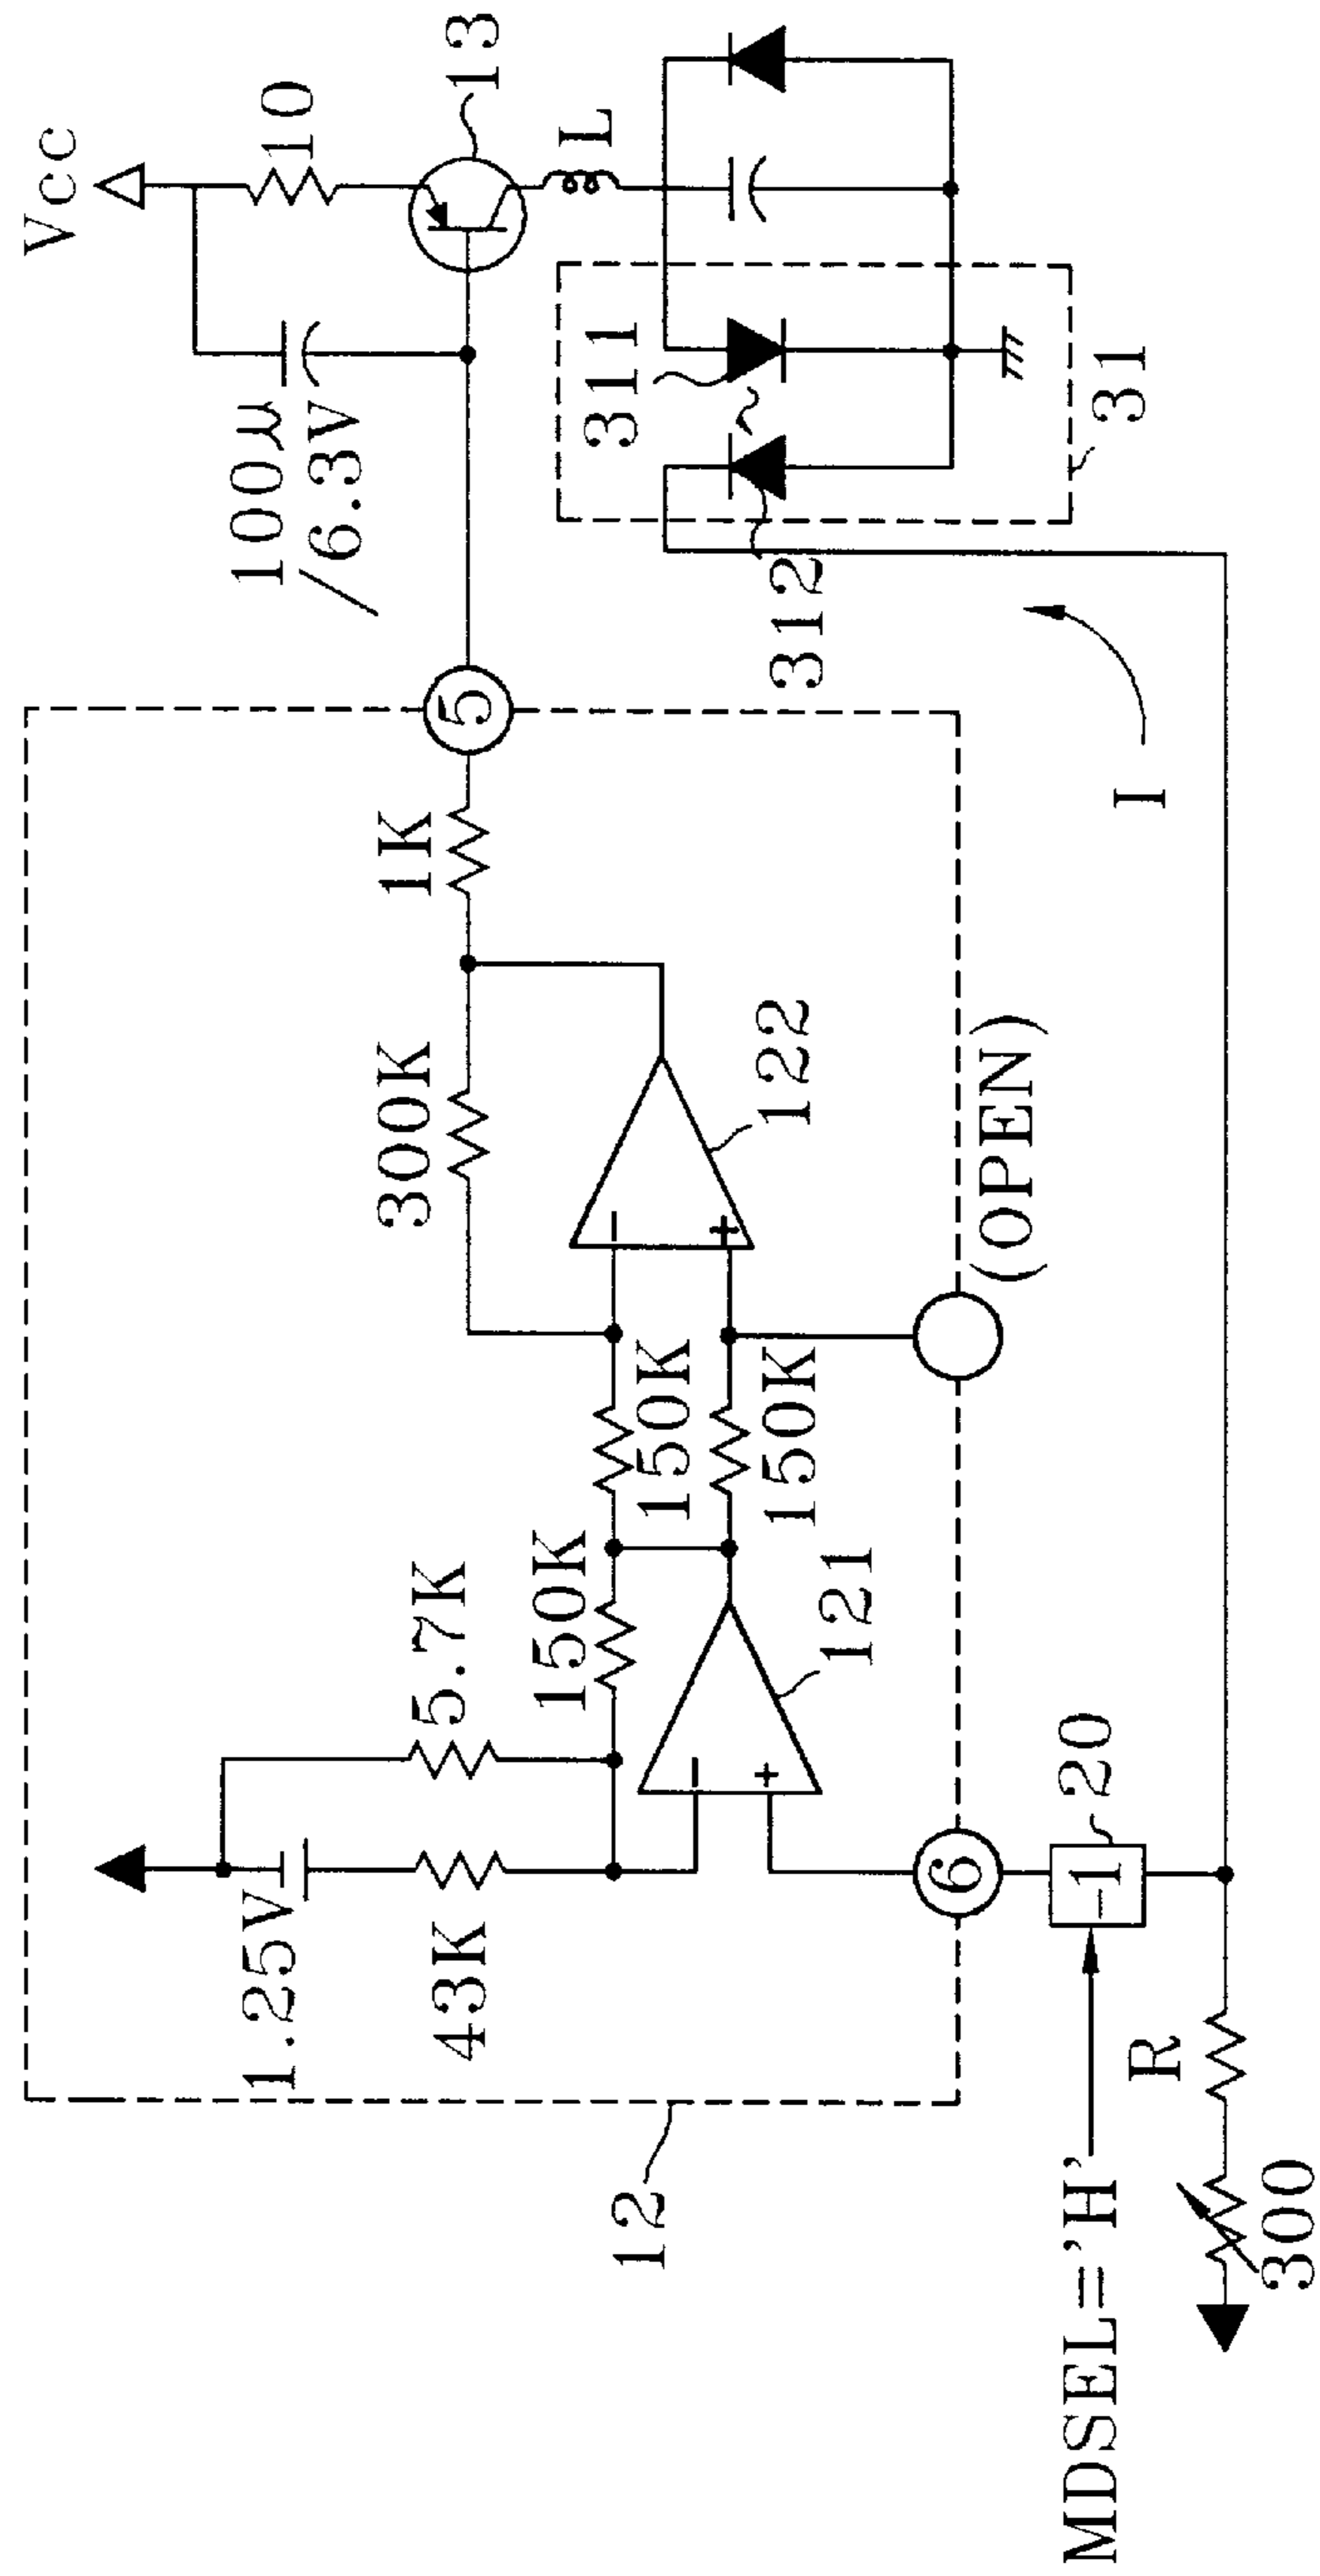 Vcc
10
13
100μ
/6.3V
L
311
312
31
5
1K
300K
122
(OPEN)
150K
150K
150K
5.7K
121
1.25V
43K
6
-1
20
12
I
R
300
MDSEL='H'